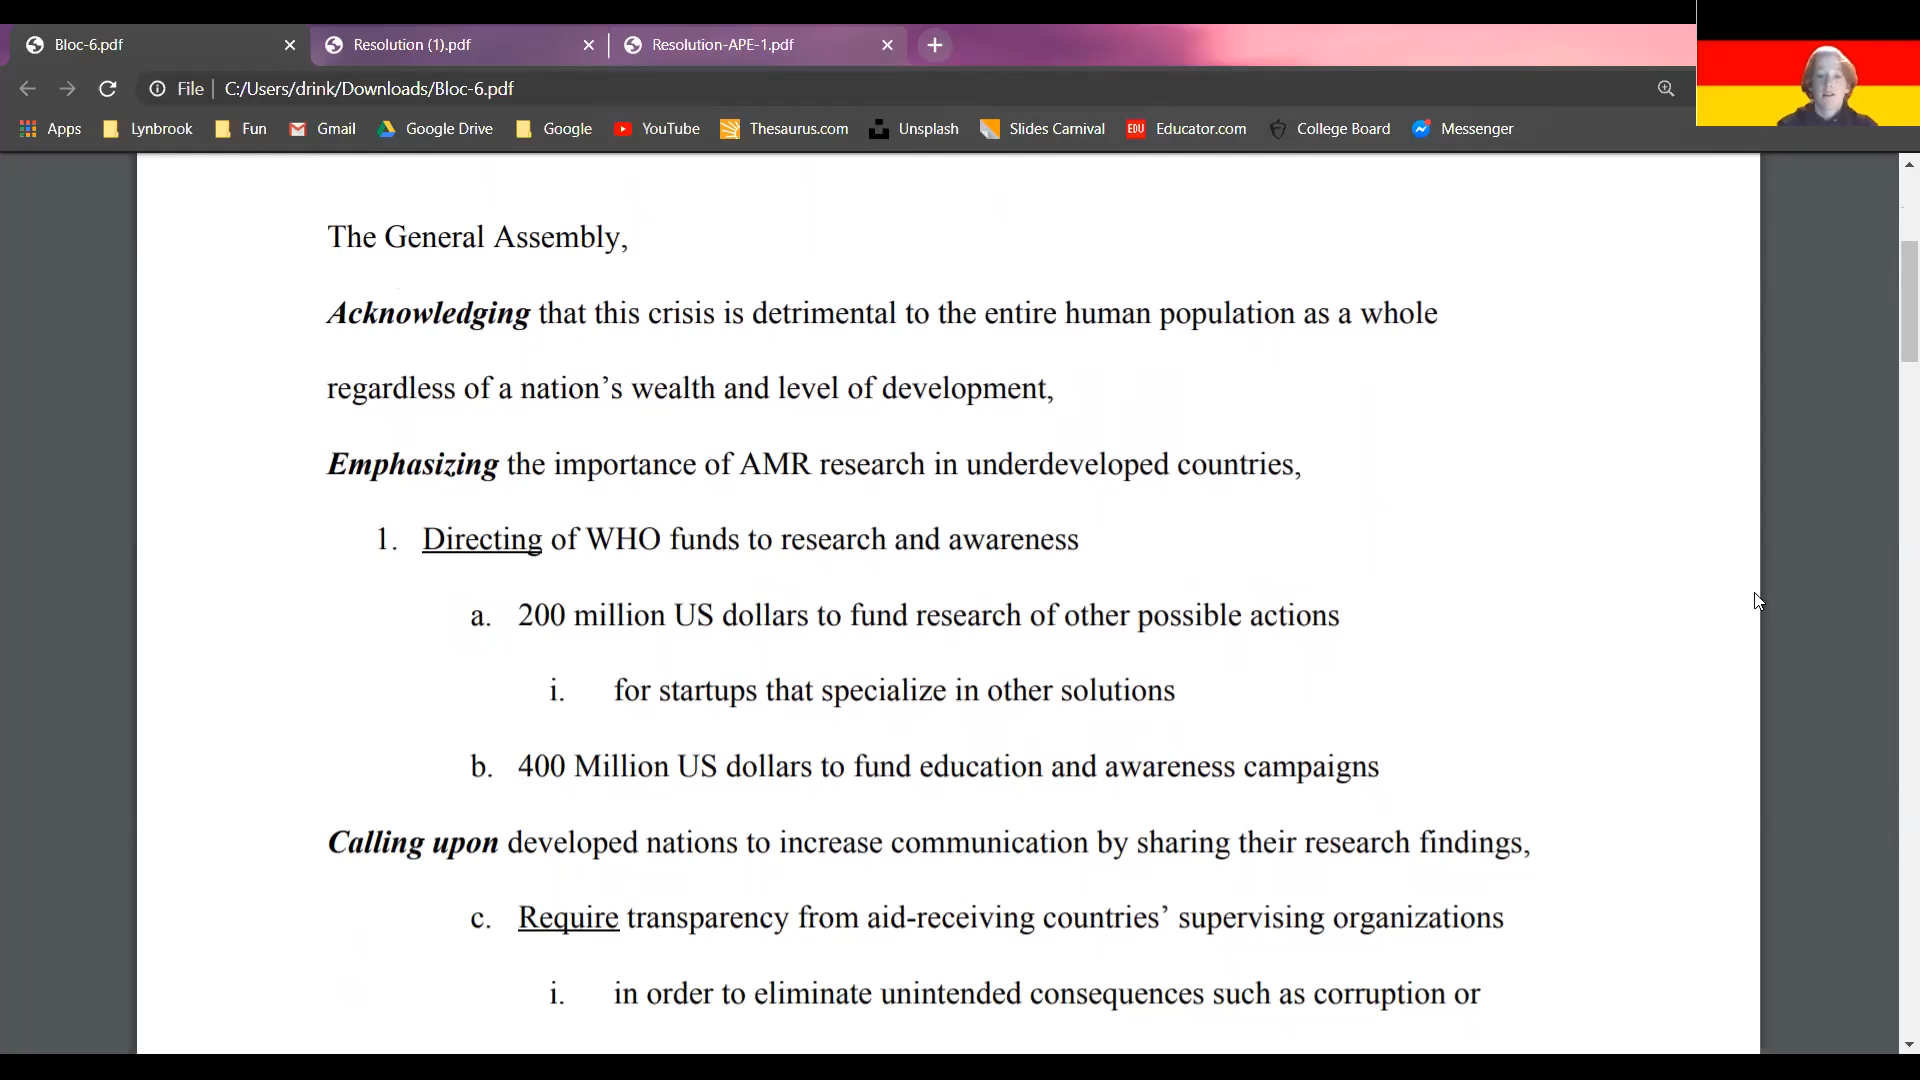 Bloc-6.pdf
Resolution (1).pdf
Resolution-APE-1.pdf
File
C:/Users/drink/Downloads/Bloc-6.pdf
Apps
Lynbrook
Fun
Gmail
Google Drive
Google
YouTube
Thesaurus.com
Unsplash
Slides Carnival
EDU
Educator.com
College Board
Messenger
The General Assembly,
Acknowledging that this crisis is detrimental to the entire human population as a whole
regardless of a nation’s wealth and level of development,
Emphasizing the importance of AMR research in underdeveloped countries,
1. Directing of WHO funds to research and awareness
a. 200 million US dollars to fund research of other possible actions
i. for startups that specialize in other solutions
b. 400 Million US dollars to fund education and awareness campaigns
Calling upon developed nations to increase communication by sharing their research findings,
c. Require transparency from aid-receiving countries’ supervising organizations
i. in order to eliminate unintended consequences such as corruption or